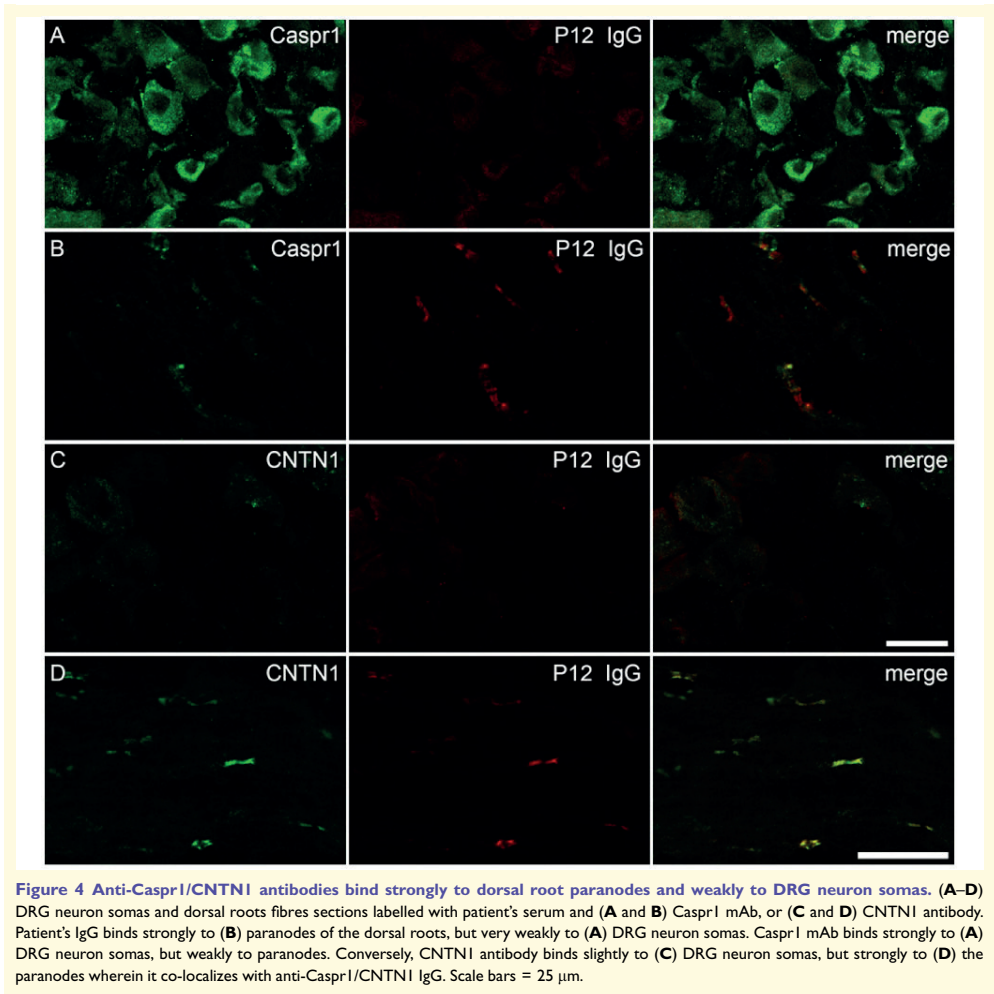 A Caspr1 P12 IgG merge
B Caspr1 P12 IgG merge
C CNTN1 P12 IgG merge
D CNTN1 P12 IgG merge
Figure 4 Anti-Caspr1/CNTN1 antibodies bind strongly to dorsal root paranodes and weakly to DRG neuron somas. (A–D)
DRG neuron somas and dorsal roots fibres sections labelled with patient's serum and (A and B) Caspr1 mAb, or (C and D) CNTN1 antibody.
Patient's IgG binds strongly to (B) paranodes of the dorsal roots, but very weakly to (A) DRG neuron somas. Caspr1 mAb binds strongly to (A)
DRG neuron somas, but weakly to paranodes. Conversely, CNTN1 antibody binds slightly to (C) DRG neuron somas, but strongly to (D) the
paranodes wherein it co-localizes with anti-Caspr1/CNTN1 IgG. Scale bars = 25 μm.